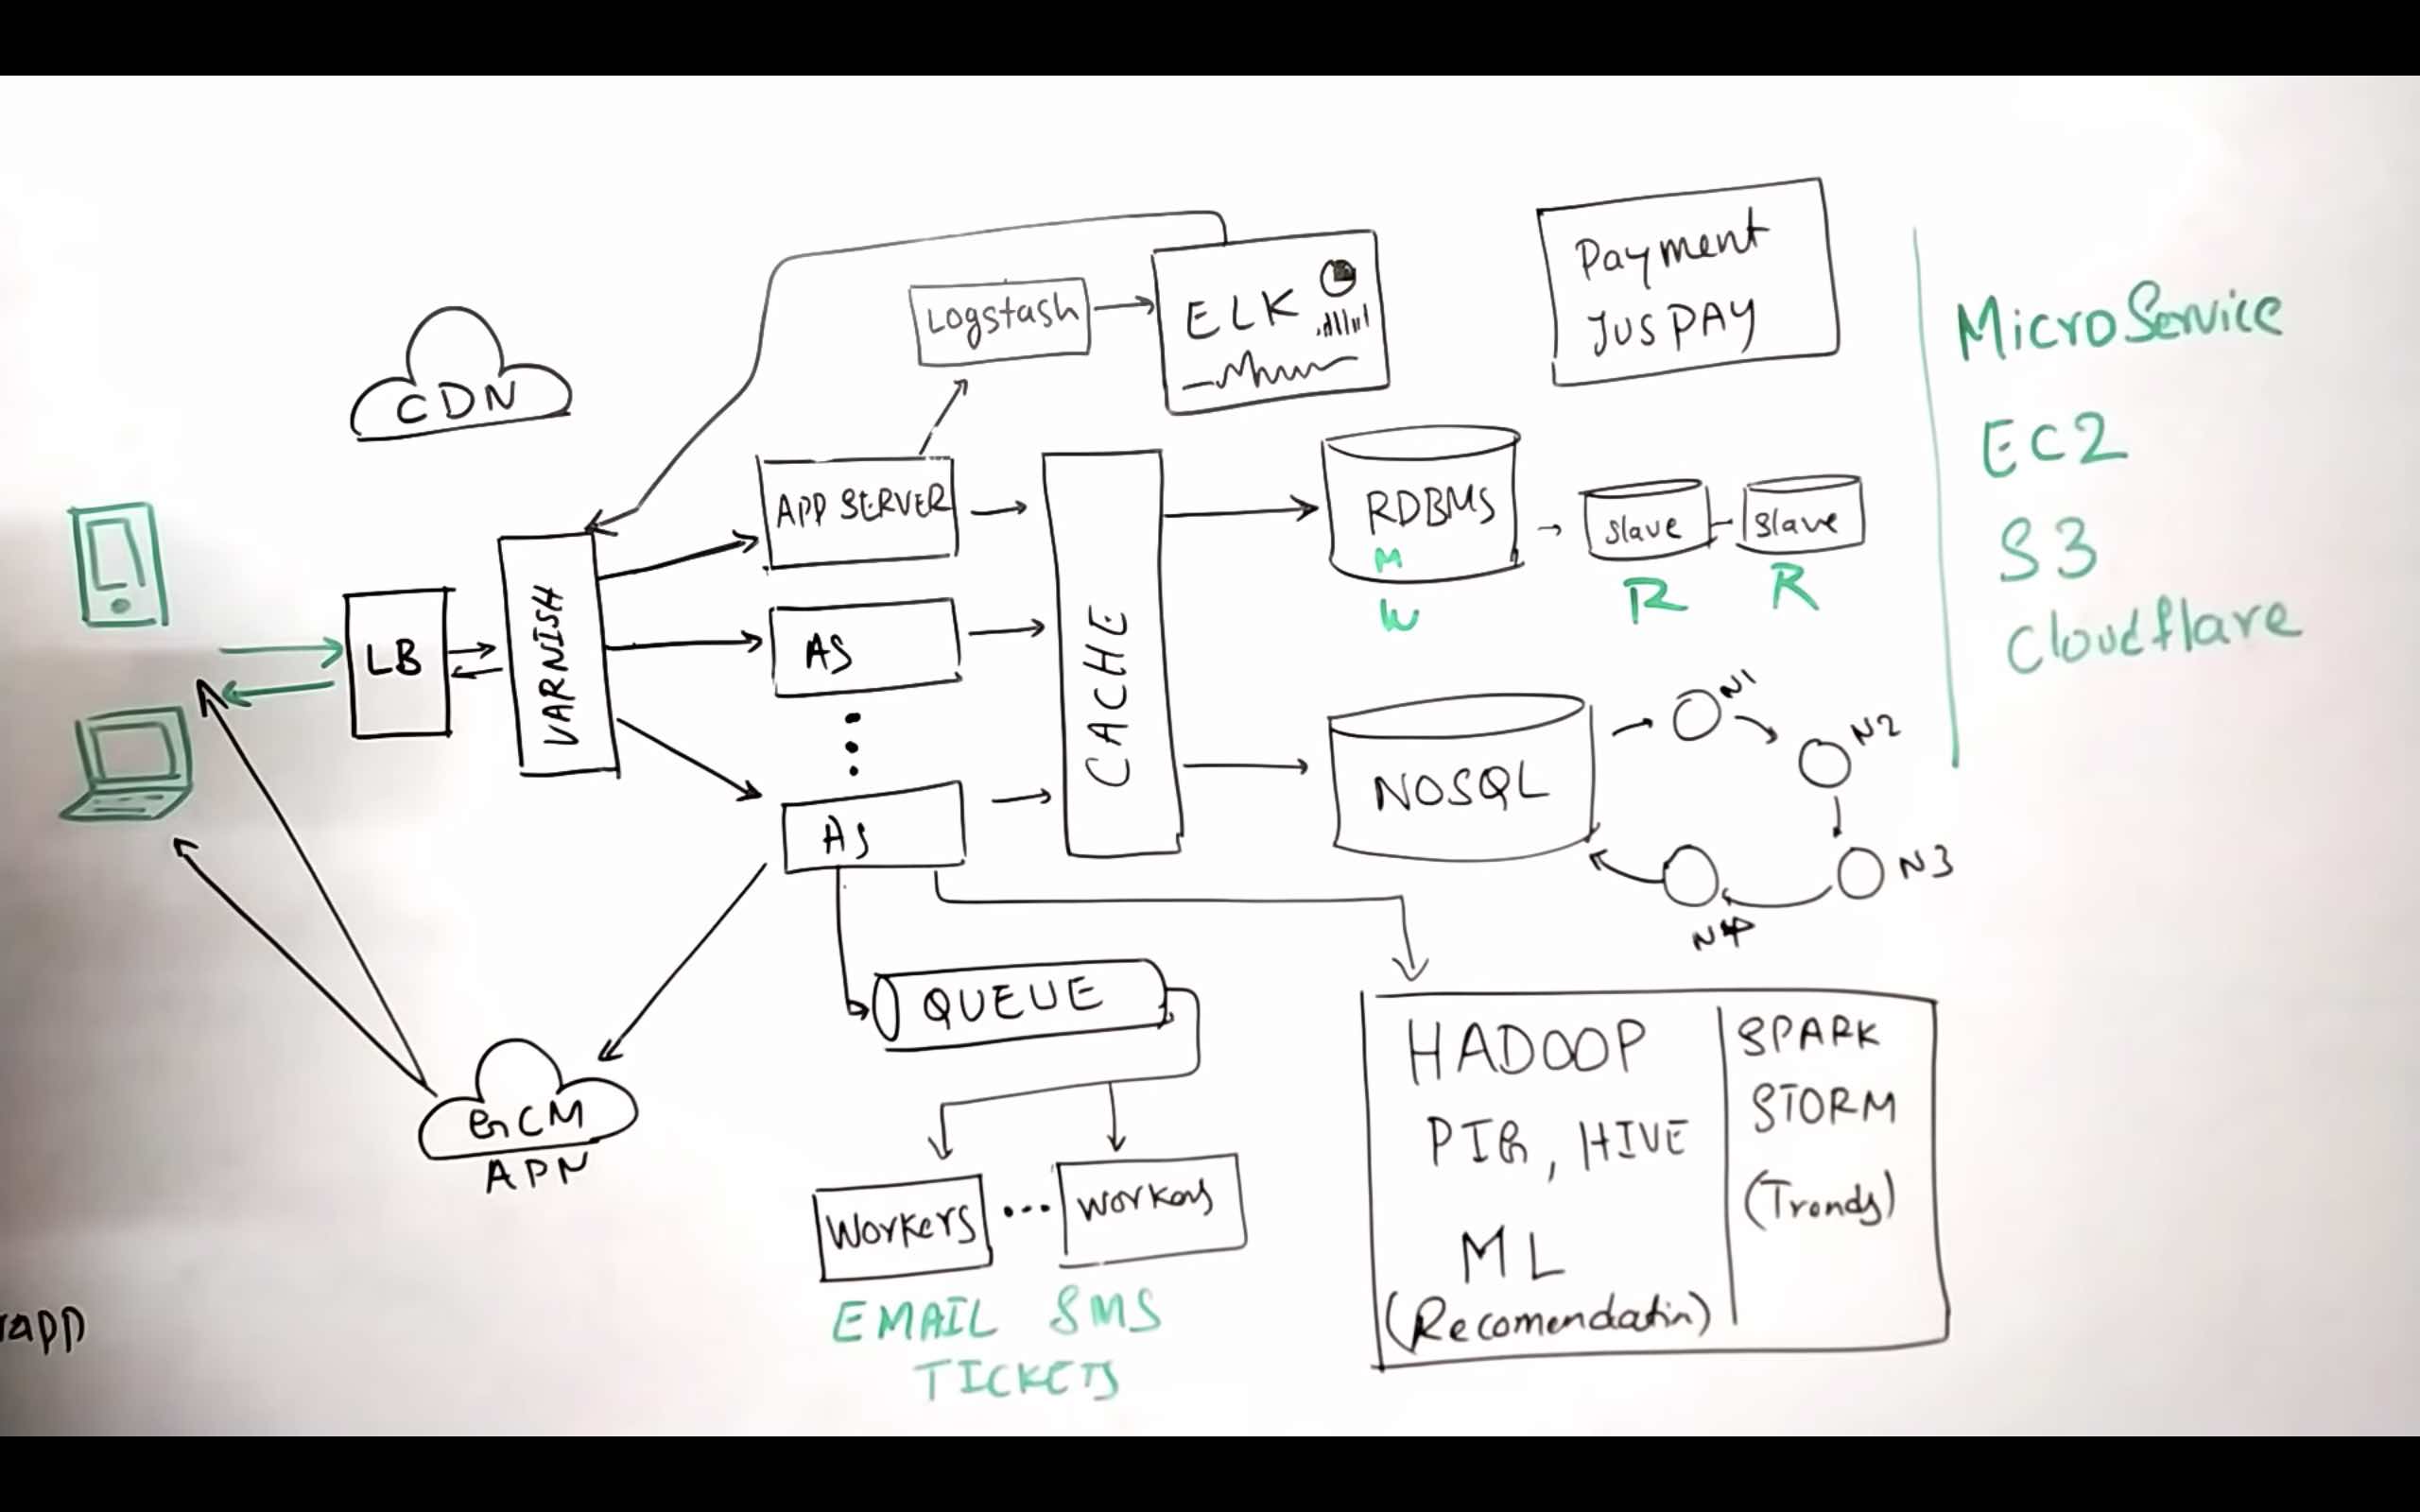 CDN
Logstash
ELK
Payment
JUSPAY
MicroService
EC2
S3
Cloudflare
LB
VARNISH
APP SERVER
AS
AS
CACHE
RDBMS
M
W
slave
slave
R
R
NOSQL
N1
N2
N3
N4
QUEUE
GCM
APN
Workers
...
workers
EMAIL SMS
TICKETS
HADOOP
PIG, HIVE
ML
(Recomendatin)
SPARK
STORM
(Trends)